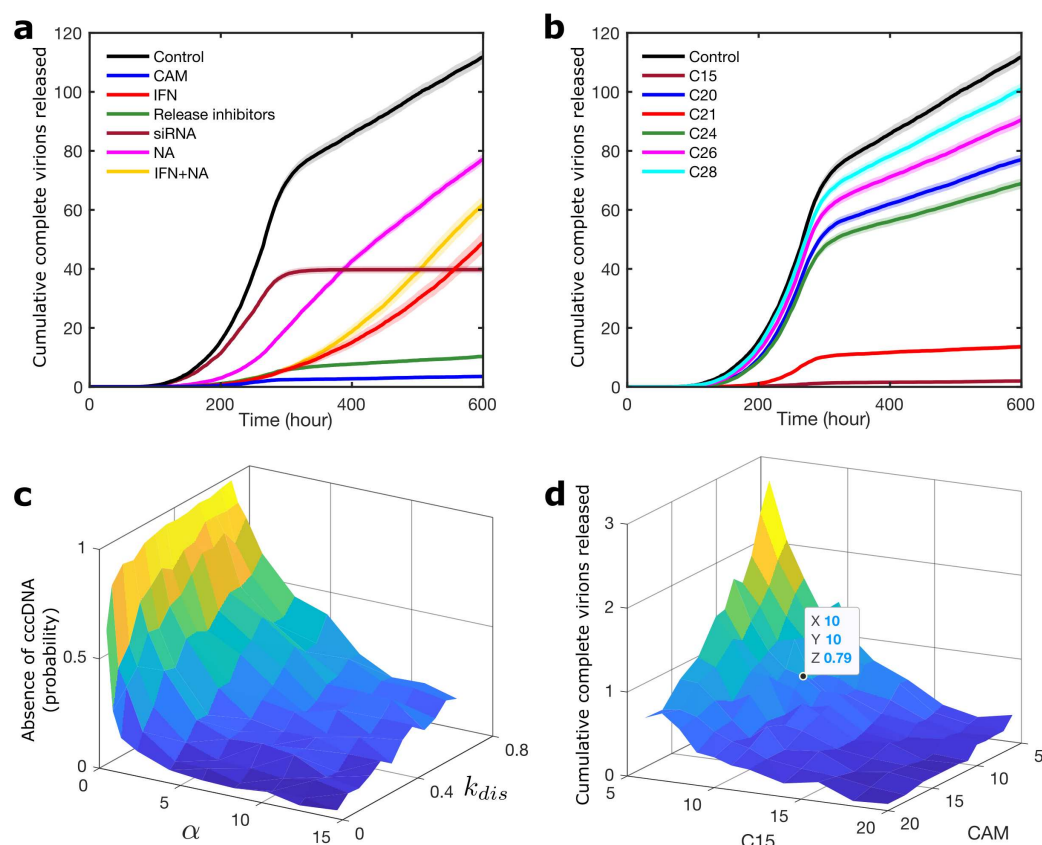 a
Cumulative complete virions released
120
100
80
60
40
20
0
Control
CAM
IFN
Release inhibitors
siRNA
NA
IFN+NA
0 200 400 600
Time (hour)
b
Cumulative complete virions released
120
100
80
60
40
20
0
Control
C15
C20
C21
C24
C26
C28
0 200 400 600
Time (hour)
c
Absence of cccDNA
(probability)
1
0.5
0
0 5 10 15
α
0 0.4 0.8
k_dis
d
Cumulative complete virions released
3
2
1
0
X 10
Y 10
Z 0.79
5 10 15 20
C15
20 15 10 5
CAM